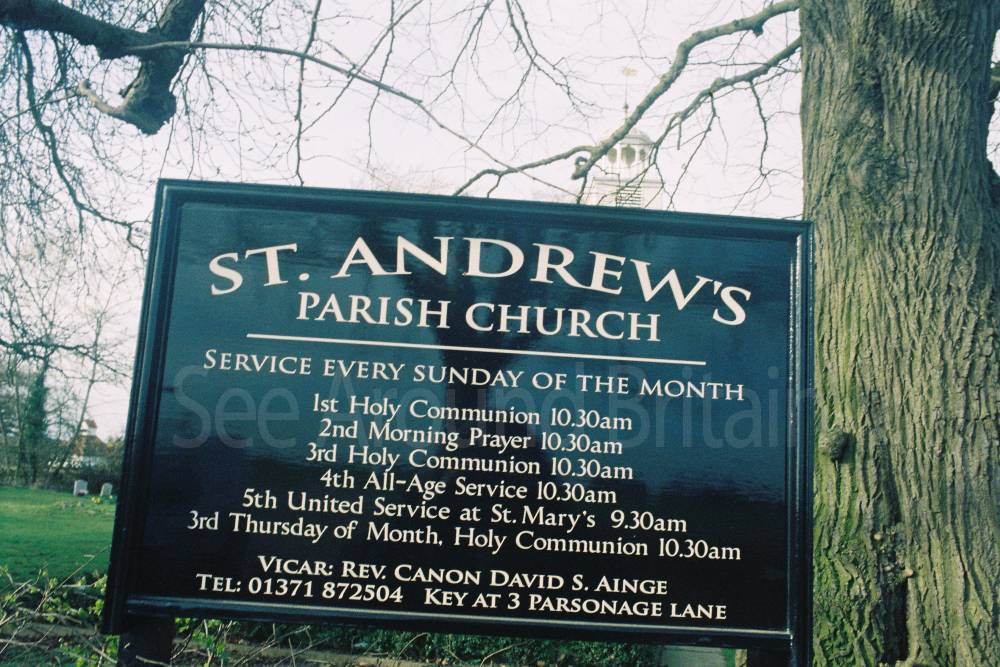 ST. ANDREW'S
PARISH CHURCH
SERVICE EVERY SUNDAY OF THE MONTH
1st Holy Communion 10.30am
2nd Morning Prayer 10.30am
3rd Holy Communion 10.30am
4th All-Age Service 10.30am
5th United Service at St. Mary's 9.30am
3rd Thursday of Month, Holy Communion 10.30am
VICAR: REV. CANON DAVID S. AINGE
TEL: 01371 872504 KEY AT 3 PARSONAGE LANE
See Around Britain